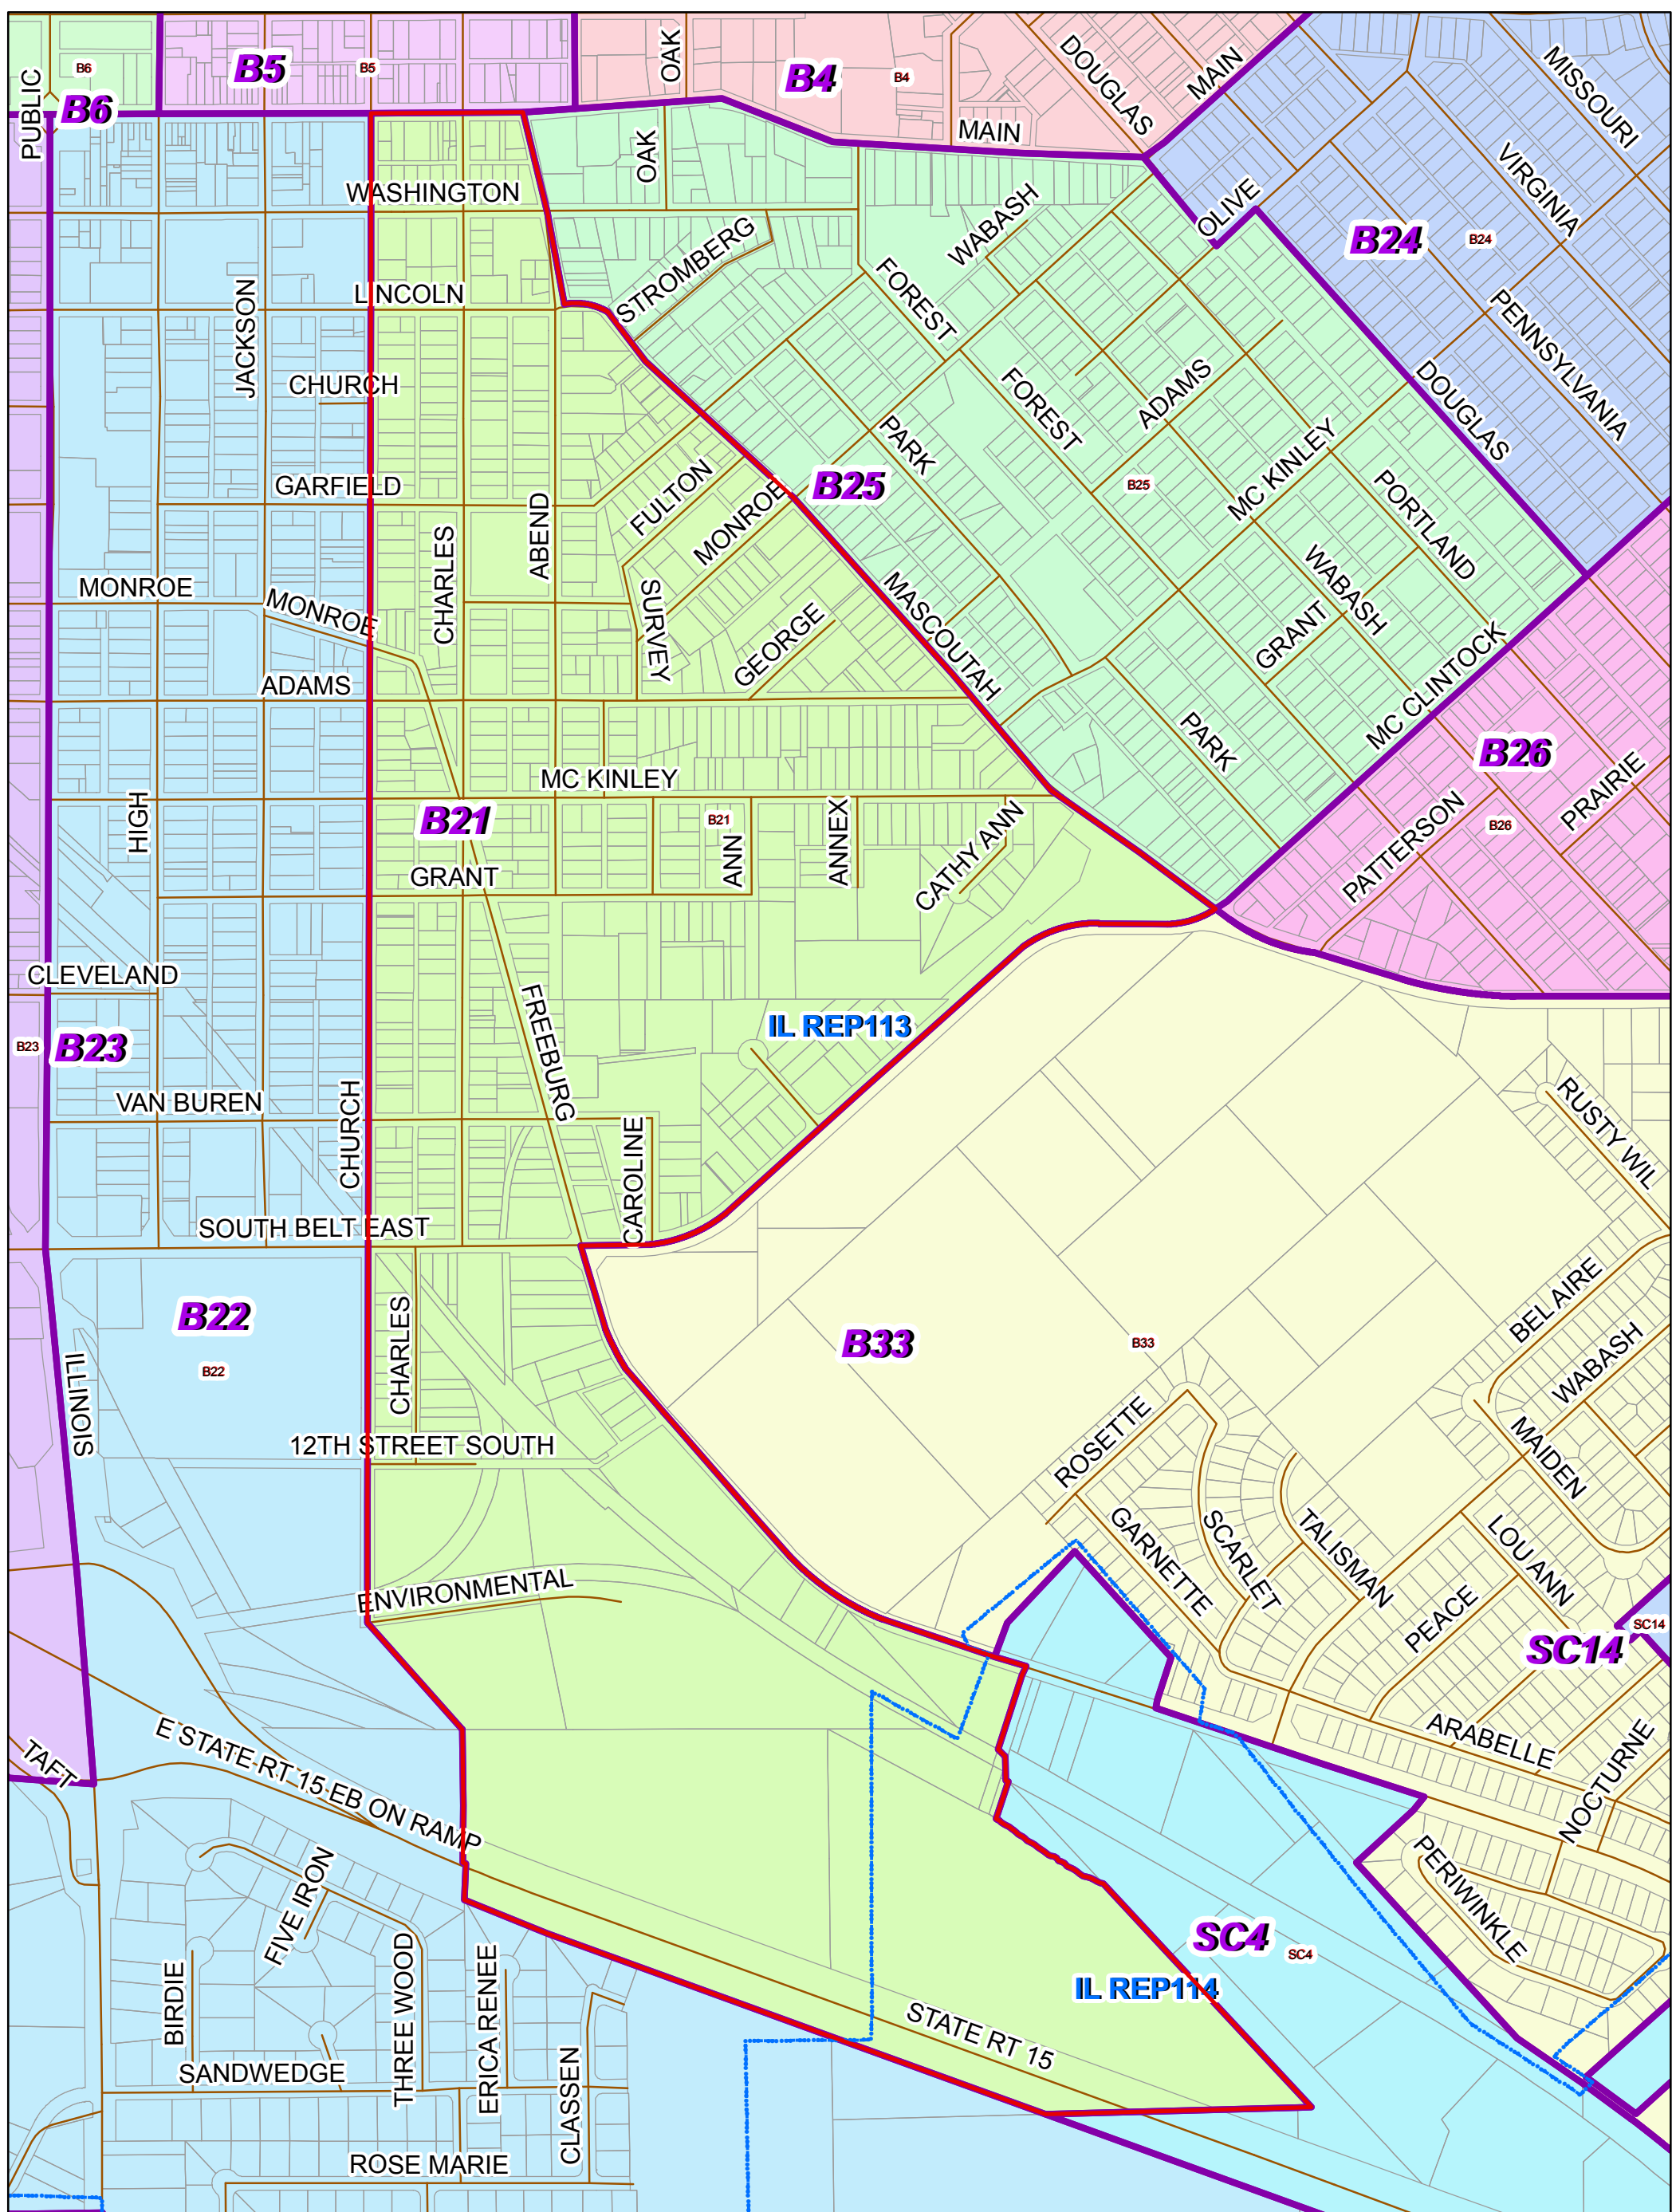 B6
B5
B5
OAK
B4
B4
DOUGLAS
MAIN
MISSOURI
B6
PUBLIC
MAIN
OAK
WASHINGTON
VIRGINIA
OLIVE
WABASH
B24
B24
STROMBERG
LINCOLN
FOREST
PENNSYLVANIA
JACKSON
CHURCH
FOREST
ADAMS
DOUGLAS
PARK
MC KINLEY
GARFIELD
FULTON
B25
B25
PORTLAND
MONROE
ABEND
CHARLES
MONROE
MONROE
SURVEY
MASCOUTAH
WABASH
GRANT
GEORGE
ADAMS
MC CLINTOCK
PARK
MC KINLEY
B26
PRAIRIE
HIGH
B21
B21
ANN
ANNEX
CATHY ANN
PATTERSON
B26
GRANT
CLEVELAND
FREEBURG
IL REP113
B23
B23
VAN BUREN
CHURCH
CAROLINE
RUSTY WIL
SOUTH BELT EAST
B22
CHARLES
BEL AIRE
B33
B33
B22
ILLINOIS
WABASH
12TH STREET SOUTH
ROSETTE
MAIDEN
GARNETTE
SCARLET
TALISMAN
LOU ANN
ENVIRONMENTAL
PEACE
SC14
SC14
TAFT
E STATE RT 15 EB ON RAMP
ARABELLE
NOCTURNE
FIVE IRON
PERIWINKLE
SC4
SC4
BIRDIE
THREE WOOD
ERICA RENEE
IL REP114
STATE RT 15
SANDWEDGE
CLASSEN
ROSE MARIE